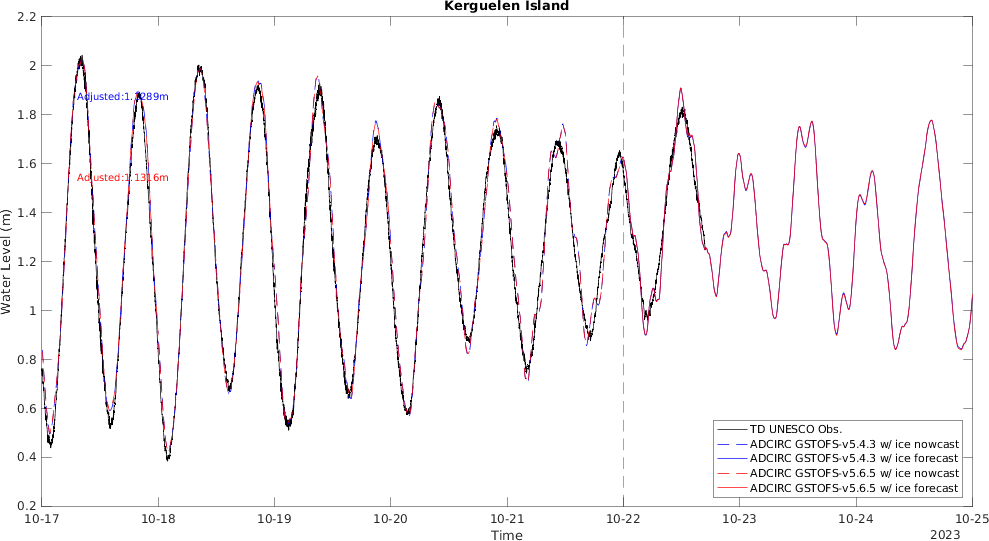 Kerguelen Island
2.2
2
1.8
1.6
1.4
1.2
1
0.8
0.6
0.4
0.2
Water Level (m)
Adjusted:1.1289m
Adjusted:1.1316m
TD UNESCO Obs.
ADCIRC GSTOFS-v5.4.3 w/ ice nowcast
ADCIRC GSTOFS-v5.4.3 w/ ice forecast
ADCIRC GSTOFS-v5.6.5 w/ ice nowcast
ADCIRC GSTOFS-v5.6.5 w/ ice forecast
10-17 10-18 10-19 10-20 10-21 10-22 10-23 10-24 10-25
Time
2023